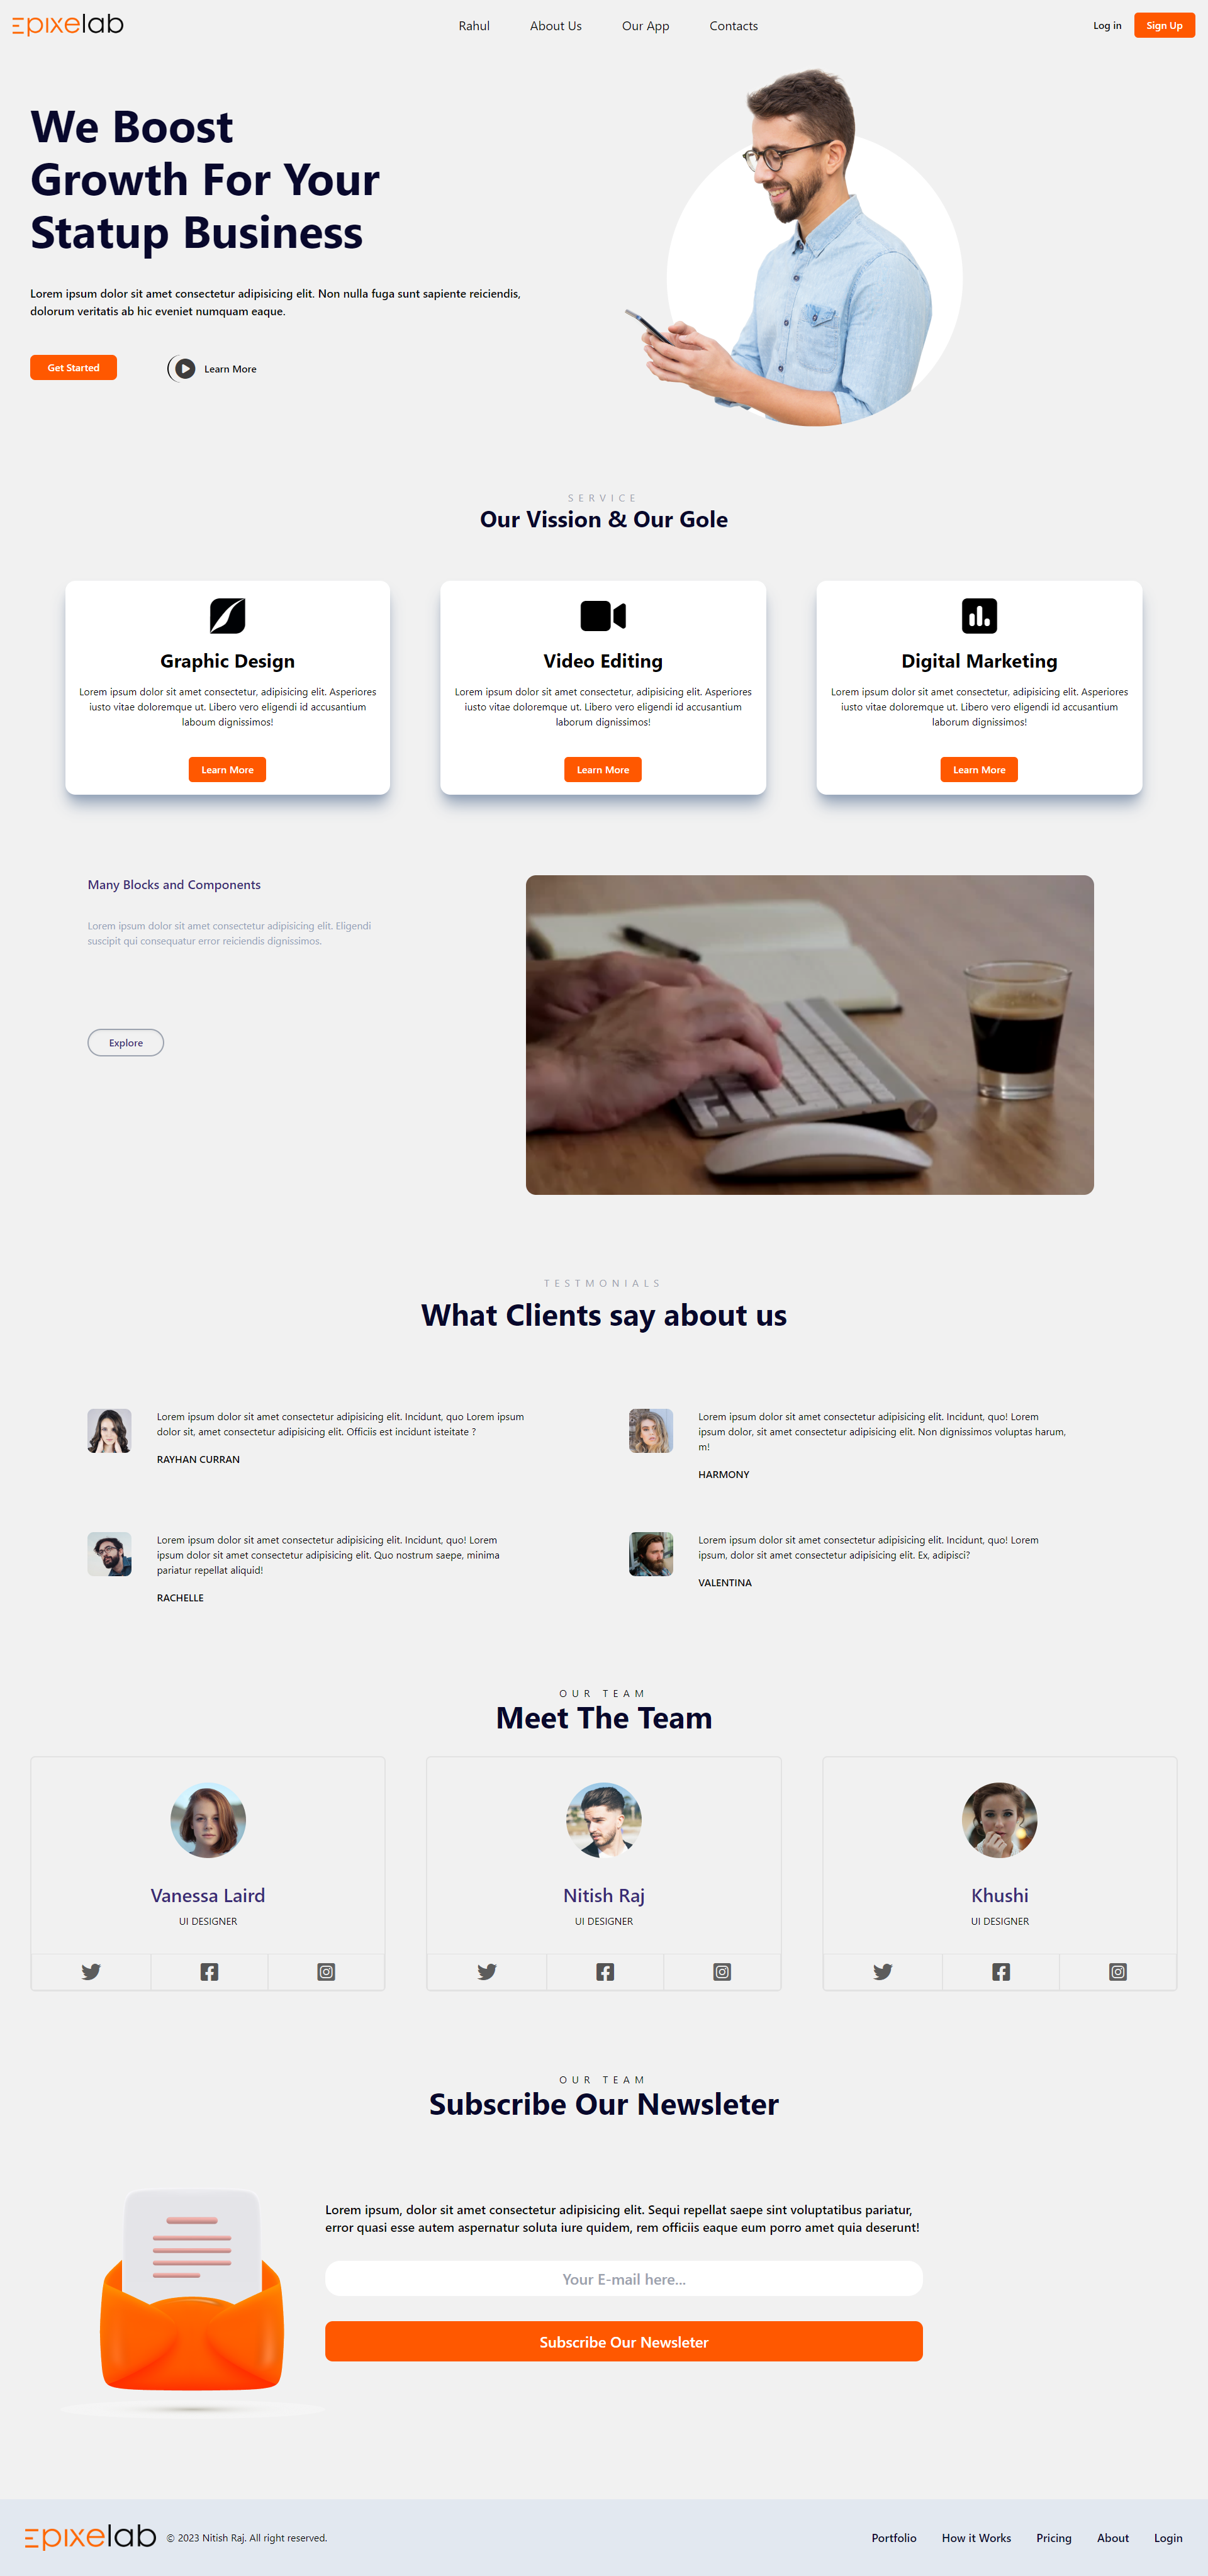 Epixelab
Rahul
About Us
Our App
Contacts
Log in
Sign Up
We Boost
Growth For Your
Statup Business
Lorem ipsum dolor sit amet consectetur adipisicing elit. Non nulla fuga sunt sapiente reiciendis,
dolorum veritatis ab hic eveniet numquam eaque.
Get Started
Learn More
SERVICE
Our Vission & Our Gole
Graphic Design
Lorem ipsum dolor sit amet consectetur, adipisicing elit. Asperiores
iusto vitae doloremque ut. Libero vero eligendi id accusantium
laboum dignissimos!
Learn More
Video Editing
Lorem ipsum dolor sit amet consectetur, adipisicing elit. Asperiores
iusto vitae doloremque ut. Libero vero eligendi id accusantium
laborum dignissimos!
Learn More
Digital Marketing
Lorem ipsum dolor sit amet consectetur, adipisicing elit. Asperiores
iusto vitae doloremque ut. Libero vero eligendi id accusantium
laborum dignissimos!
Learn More
Many Blocks and Components
Lorem ipsum dolor sit amet consectetur adipisicing elit. Eligendi
suscipit qui consequatur error reiciendis dignissimos.
Explore
TESTMONIALS
What Clients say about us
Lorem ipsum dolor sit amet consectetur adipisicing elit. Incidunt, quo Lorem ipsum
dolor sit, amet consectetur adipisicing elit. Officiis est incidunt isteitate ?
RAYHAN CURRAN
Lorem ipsum dolor sit amet consectetur adipisicing elit. Incidunt, quo! Lorem
ipsum dolor, sit amet consectetur adipisicing elit. Non dignissimos voluptas harum,
m!
HARMONY
Lorem ipsum dolor sit amet consectetur adipisicing elit. Incidunt, quo! Lorem
ipsum dolor sit amet consectetur adipisicing elit. Quo nostrum saepe, minima
pariatur repellat aliquid!
RACHELLE
Lorem ipsum dolor sit amet consectetur adipisicing elit. Incidunt, quo! Lorem
ipsum, dolor sit amet consectetur adipisicing elit. Ex, adipisci?
VALENTINA
OUR TEAM
Meet The Team
Vanessa Laird
UI DESIGNER
Nitish Raj
UI DESIGNER
Khushi
UI DESIGNER
OUR TEAM
Subscribe Our Newsleter
Lorem ipsum, dolor sit amet consectetur adipisicing elit. Sequi repellat saepe sint voluptatibus pariatur,
error quasi esse autem aspernatur soluta iure quidem, rem officiis eaque eum porro amet quia deserunt!
Your E-mail here...
Subscribe Our Newsleter
Epixelab
© 2023 Nitish Raj. All right reserved.
Portfolio
How it Works
Pricing
About
Login